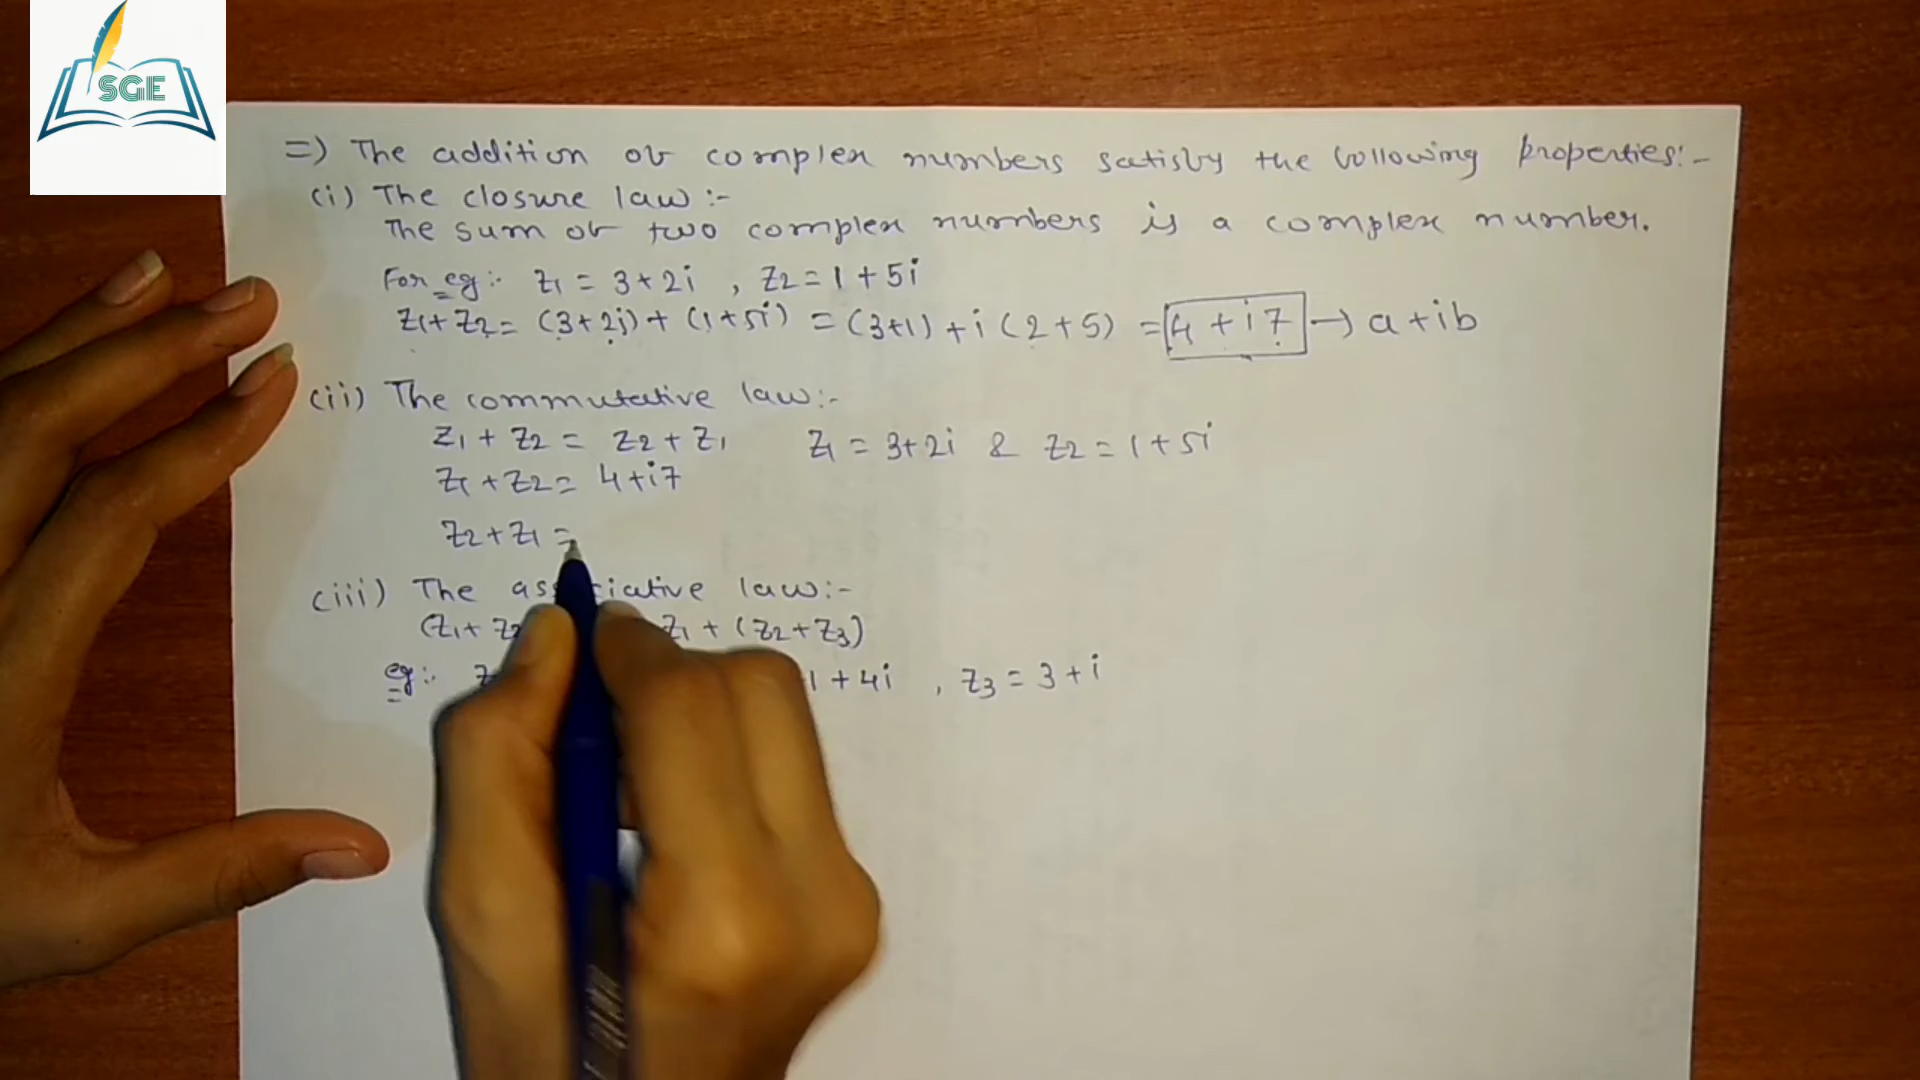 SGE
=) The addition of complex numbers satisfy the following properties:-
(i) The closure law:-
The sum of two complex numbers is a complex number.
For eg:- z1 = 3+2i , z2 = 1+5i
z1+z2 = (3+2i)+(1+5i) = (3+1)+i(2+5) = 4+i7 → a+ib
(ii) The commutative law:-
z1+z2 = z2+z1 z1 = 3+2i & z2 = 1+5i
z1+z2 = 4+i7
z2+z1 =
(iii) The law:-
(z1+ z1+(z2+z3)
eg:- 1+4i , z3 = 3+i